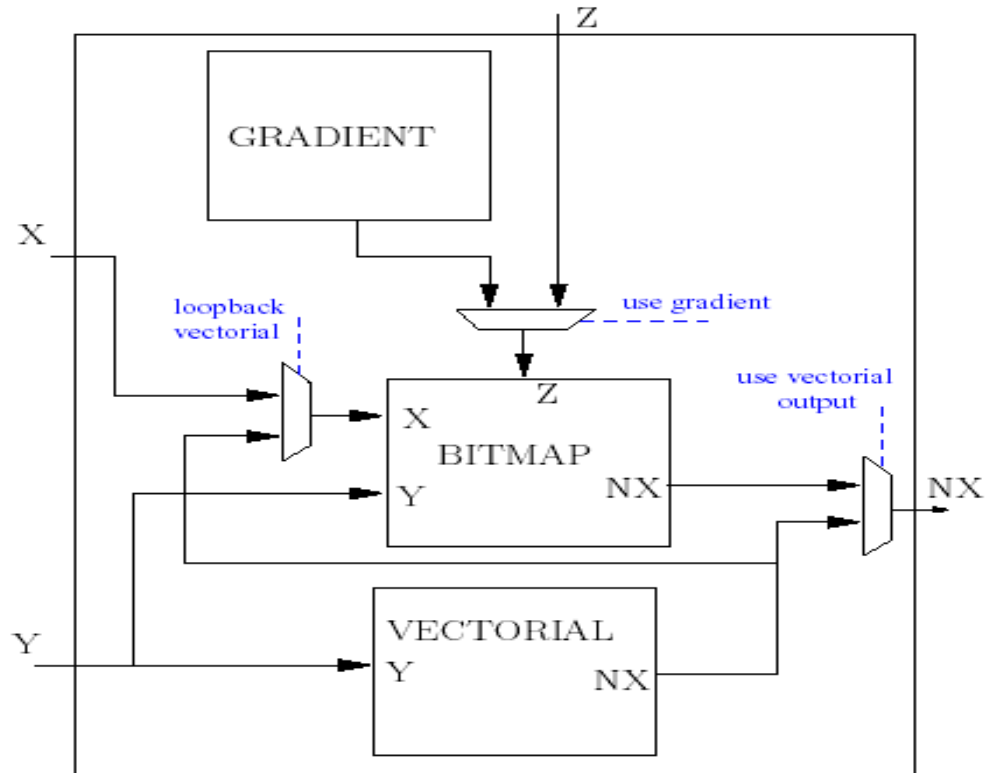 Z
GRADIENT
X
loopback
vectorial
use gradient
Z
X
BITMAP
Y
NX
use vectorial
output
NX
Y
VECTORIAL
Y
NX